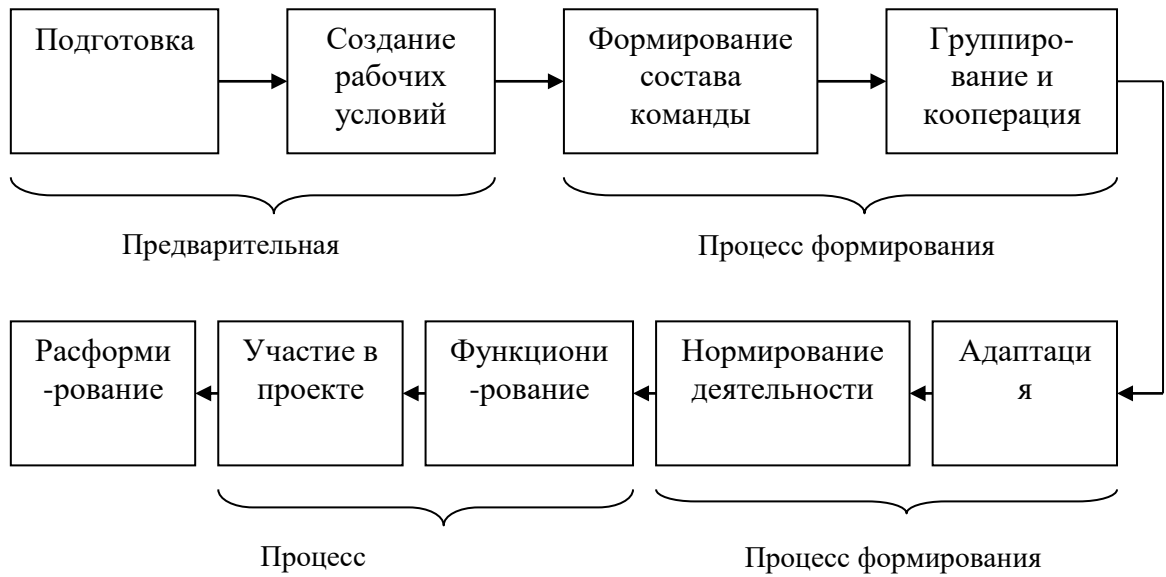 Подготовка
Создание
рабочих
условий
Формирование
состава
команды
Группиро-
вание и
кооперация
Предварительная
Процесс формирования
Расформи
-рование
Участие в
проекте
Функциони
-рование
Нормирование
деятельности
Адаптаци
я
Процесс
Процесс формирования